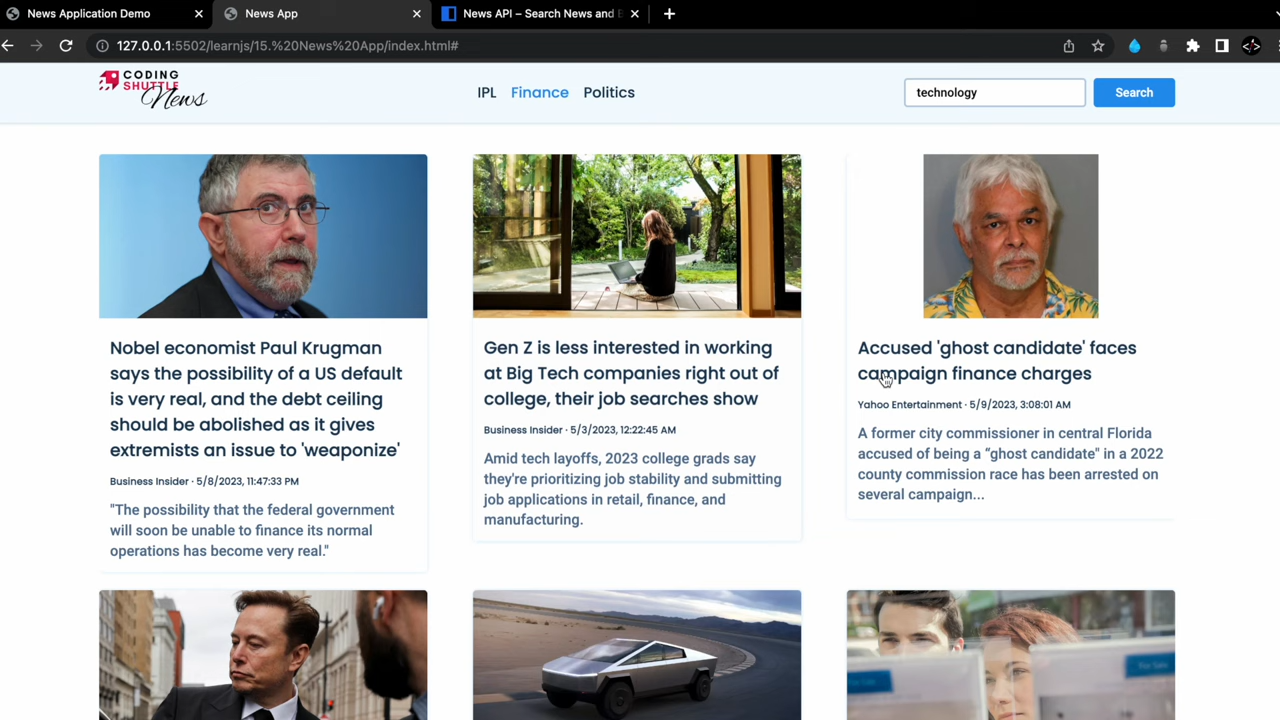 News Application Demo
News App
News API – Search News and
127.0.0.1:5502/learnjs/15.%20News%20App/index.html#
CODING
SHUTTLE
News
IPL
Finance
Politics
technology
Search
Nobel economist Paul Krugman
says the possibility of a US default
is very real, and the debt ceiling
should be abolished as it gives
extremists an issue to 'weaponize'
Business Insider · 5/8/2023, 11:47:33 PM
"The possibility that the federal government
will soon be unable to finance its normal
operations has become very real."
Gen Z is less interested in working
at Big Tech companies right out of
college, their job searches show
Business Insider · 5/3/2023, 12:22:45 AM
Amid tech layoffs, 2023 college grads say
they're prioritizing job stability and submitting
job applications in retail, finance, and
manufacturing.
Accused 'ghost candidate' faces
campaign finance charges
Yahoo Entertainment · 5/9/2023, 3:08:01 AM
A former city commissioner in central Florida
accused of being a “ghost candidate" in a 2022
county commission race has been arrested on
several campaign...
For Sale